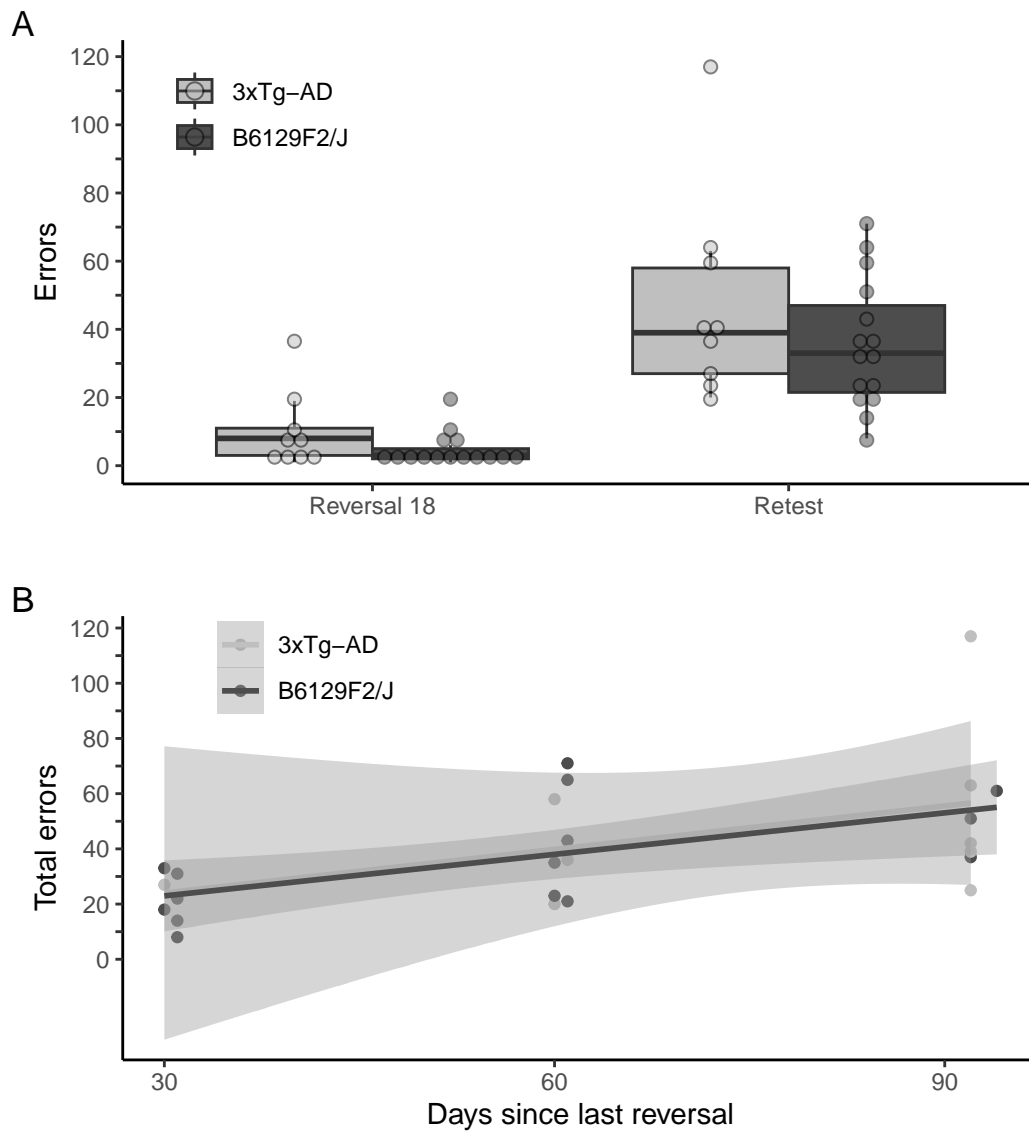 A
120
100
80
60
40
20
0
Errors
3xTg−AD
B6129F2/J
Reversal 18
Retest
B
120
100
80
60
40
20
0
Total errors
3xTg−AD
B6129F2/J
30
60
90
Days since last reversal